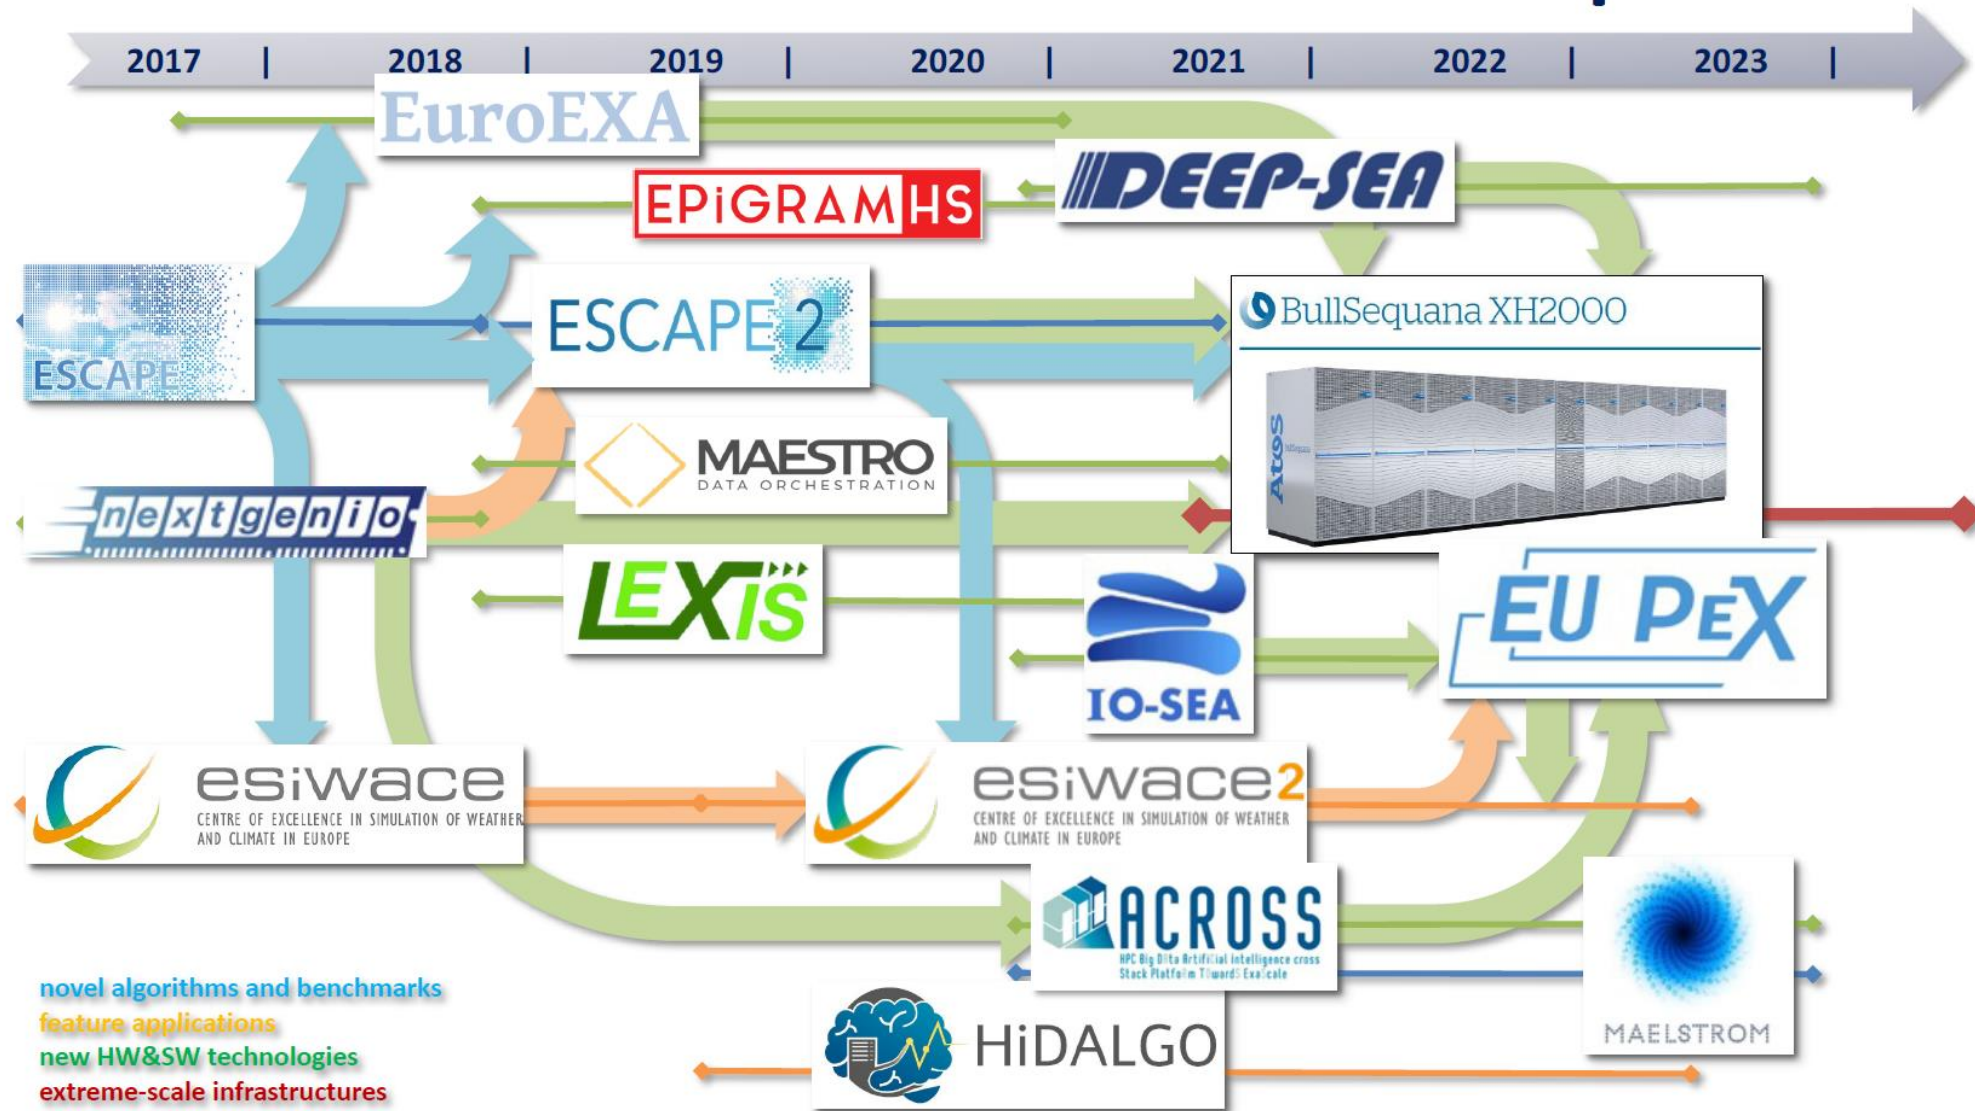 2017 | 2018 | 2019 | 2020 | 2021 | 2022 | 2023 |
EuroEXA
DEEP-SEA
EPiGRAM HS
ESCAPE
ESCAPE 2
BullSequana XH2000
Atos
MAESTRO
DATA ORCHESTRATION
nextgenio
LEXIS
IO-SEA
EU PEX
esiwace
CENTRE OF EXCELLENCE IN SIMULATION OF WEATHER
AND CLIMATE IN EUROPE
esiwace2
CENTRE OF EXCELLENCE IN SIMULATION OF WEATHER
AND CLIMATE IN EUROPE
ACROSS
HPC Big Data Artificial Intelligence cross
Stack Platform Towards ExaScale
MAELSTROM
HiDALGO
novel algorithms and benchmarks
feature applications
new HW&SW technologies
extreme-scale infrastructures